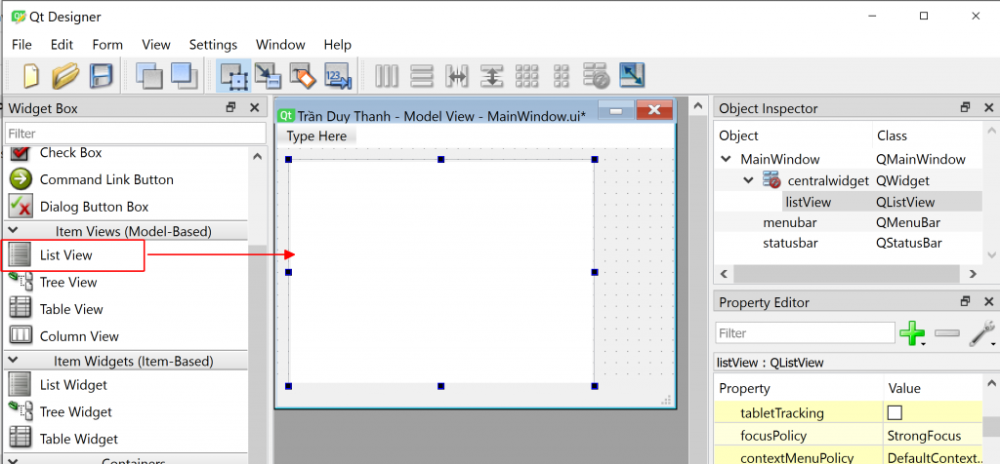 Qt Designer
File Edit Form View Settings Window Help
123
Widget Box
Filter
Check Box
Command Link Button
Dialog Button Box
Item Views (Model-Based)
List View
Tree View
Table View
Column View
Item Widgets (Item-Based)
List Widget
Tree Widget
Table Widget
Containers
Qt Trần Duy Thanh - Model View - MainWindow.ui*
Type Here
Object Inspector
Object Class
MainWindow QMainWindow
centralwidget QWidget
listView QListView
menubar QMenuBar
statusbar QStatusBar
Property Editor
Filter
listView : QListView
Property Value
tabletTracking
focusPolicy StrongFocus
contextMenuPolicy DefaultContext...